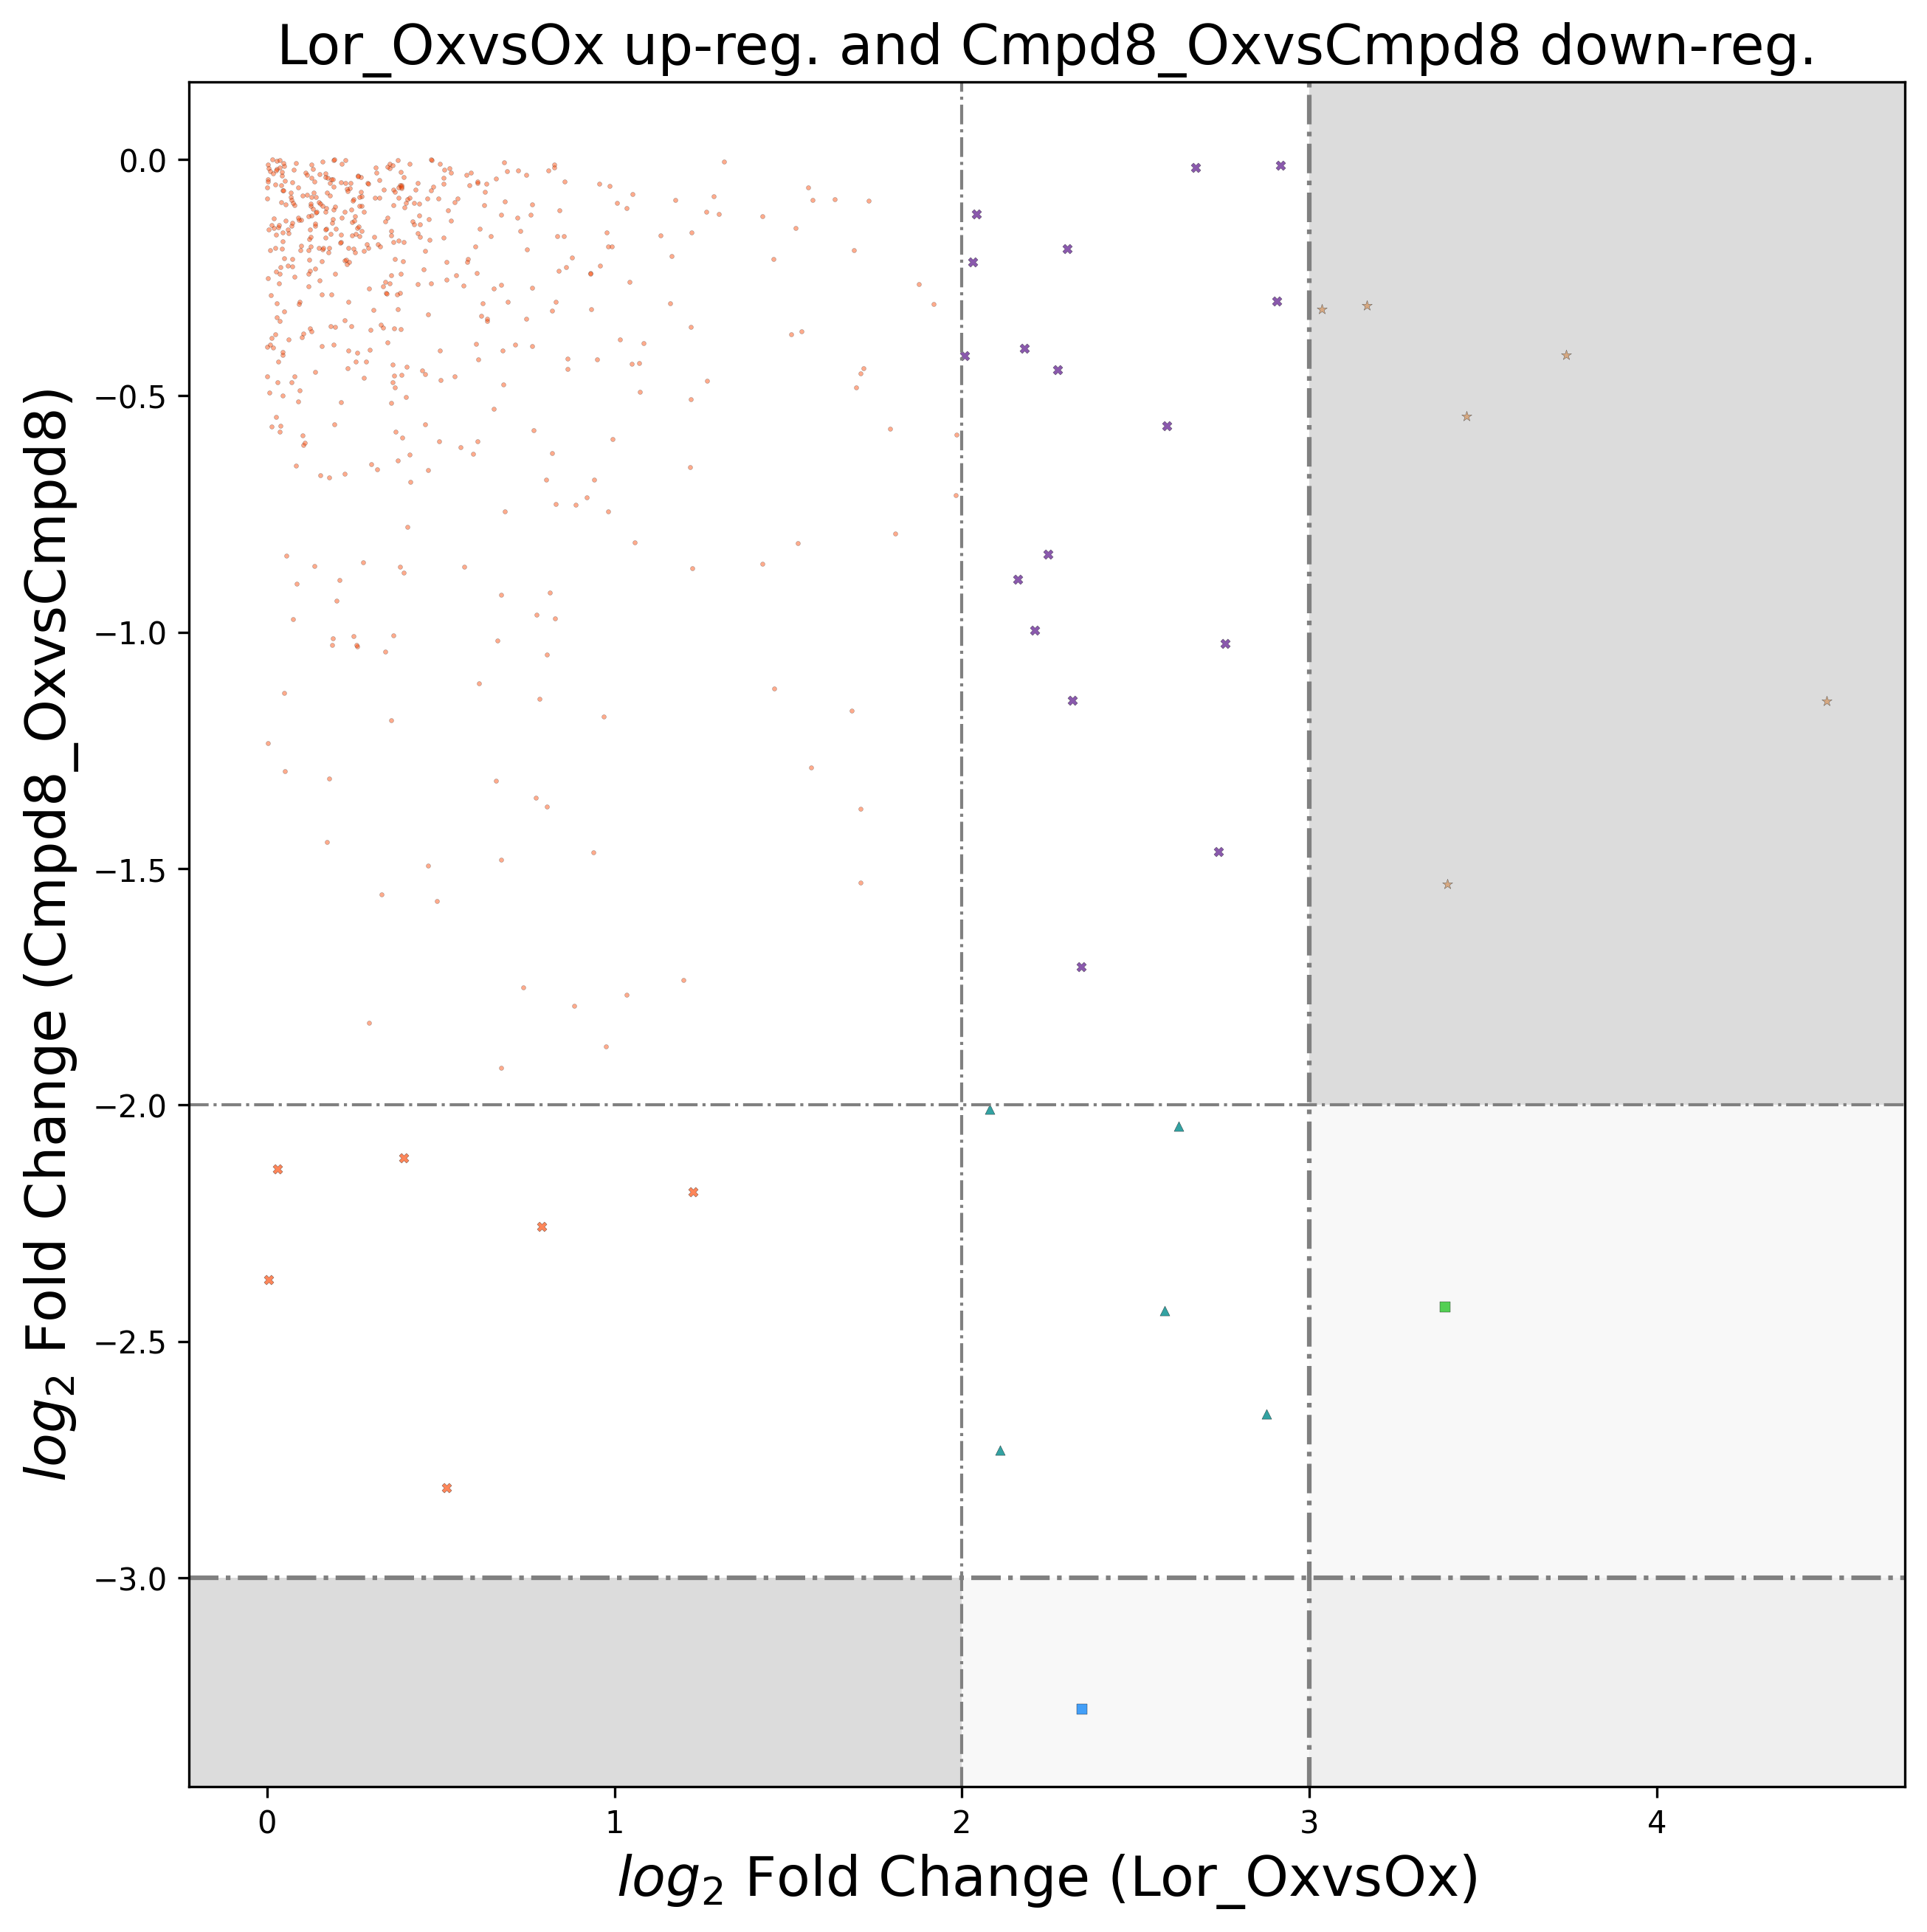 Lor_OxvsOx up-reg. and Cmpd8_OxvsCmpd8 down-reg.
log₂ Fold Change (Cmpd8_OxvsCmpd8)
0.0
−0.5
−1.0
−1.5
−2.0
−2.5
−3.0
0 1 2 3 4
log₂ Fold Change (Lor_OxvsOx)